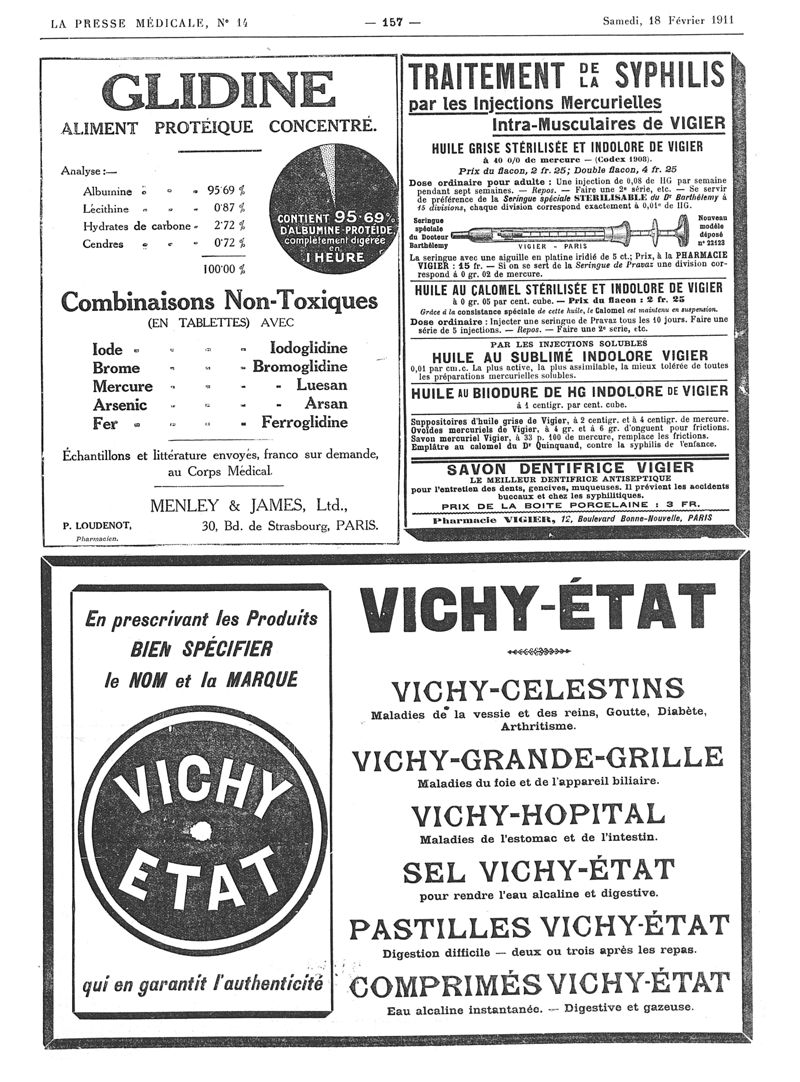 LA PRESSE MÉDICALE, N° 14
— 157 —
Samedi, 18 Février 1911
GLIDINE
ALIMENT PROTÉIQUE CONCENTRÉ.
Analyse:—
Albumine „ „ „ 95·69 %
Lécithine „ „ „ 0·87 %
Hydrates de carbone „ 2·72 %
Cendres „ „ „ 0·72 %
100·00 %
CONTIENT 95·69%
D'ALBUMINE-PROTÉIDE,
complètement digérée
en
1 HEURE
Combinaisons Non-Toxiques
(EN TABLETTES) AVEC
Iode „ „ „ „ Iodoglidine
Brome „ „ „ Bromoglidine
Mercure „ „ „ „ Luesan
Arsenic „ „ „ „ Arsan
Fer „ „ „ „ Ferroglidine
Échantillons et littérature envoyés, franco sur demande,
au Corps Médical.
MENLEY & JAMES, Ltd.,
P. LOUDENOT,
Pharmacien.
30, Bd. de Strasbourg, PARIS.
TRAITEMENT DE LA SYPHILIS
par les Injections Mercurielles
Intra-Musculaires de VIGIER
HUILE GRISE STÉRILISÉE ET INDOLORE DE VIGIER
à 40 0/0 de mercure — (Codex 1908).
Prix du flacon, 2 fr. 25; Double flacon, 4 fr. 25
Dose ordinaire pour adulte : Une injection de 0,08 de HG par semaine
pendant sept semaines. — Repos. — Faire une 2e série, etc. — Se servir
de préférence de la Seringue spéciale STERILISABLE du Dr Barthélemy à
15 divisions, chaque division correspond exactement à 0,01c de HG.
Seringue
spéciale
du Docteur
Barthélemy
VIGIER - PARIS
Nouveau
modèle
déposé
n° 22123
La seringue avec une aiguille en platine iridié de 5 ct.; Prix, à la PHARMACIE
VIGIER : 15 fr. — Si on se sert de la Seringue de Pravaz une division cor-
respond à 0 gr. 02 de mercure.
HUILE AU CALOMEL STÉRILISÉE ET INDOLORE DE VIGIER
à 0 gr. 05 par cent. cube. — Prix du flacon : 2 fr. 25
Grâce à la consistance spéciale de cette huile, le Calomel est maintenu en suspension.
Dose ordinaire : Injecter une seringue de Pravaz tous les 10 jours. Faire une
série de 5 injections. — Repos. — Faire une 2e série, etc.
PAR LES INJECTIONS SOLUBLES
HUILE AU SUBLIMÉ INDOLORE VIGIER
0,01 par cm.c. La plus active, la plus assimilable, la mieux tolérée de toutes
les préparations mercurielles solubles.
HUILE AU BIIODURE DE HG INDOLORE DE VIGIER
à 1 centigr. par cent. cube.
Suppositoires d'huile grise de Vigier, à 2 centigr. et à 4 centigr. de mercure.
Ovoïdes mercuriels de Vigier, à 4 gr. et à 6 gr. d'onguent pour frictions.
Savon mercuriel Vigier, à 33 p. 100 de mercure, remplace les frictions.
Emplâtre au calomel du Dr Quinquaud, contre la syphilis de l'enfance.
SAVON DENTIFRICE VIGIER
LE MEILLEUR DENTIFRICE ANTISEPTIQUE
pour l'entretien des dents, gencives, muqueuses. Il prévient les accidents
buccaux et chez les syphilitiques.
PRIX DE LA BOITE PORCELAINE : 3 FR.
Pharmacie VIGIER, 12, Boulevard Bonne-Nouvelle, PARIS
En prescrivant les Produits
BIEN SPÉCIFIER
le NOM et la MARQUE
VICHY
ETAT
qui en garantit l'authenticité
VICHY-ÉTAT
VICHY-CELESTINS
Maladies de la vessie et des reins, Goutte, Diabète,
Arthritisme.
VICHY-GRANDE-GRILLE
Maladies du foie et de l'appareil biliaire.
VICHY-HOPITAL
Maladies de l'estomac et de l'intestin.
SEL VICHY-ÉTAT
pour rendre l'eau alcaline et digestive.
PASTILLES VICHY-ÉTAT
Digestion difficile — deux ou trois après les repas.
COMPRIMÉS VICHY-ÉTAT
Eau alcaline instantanée. — Digestive et gazeuse.